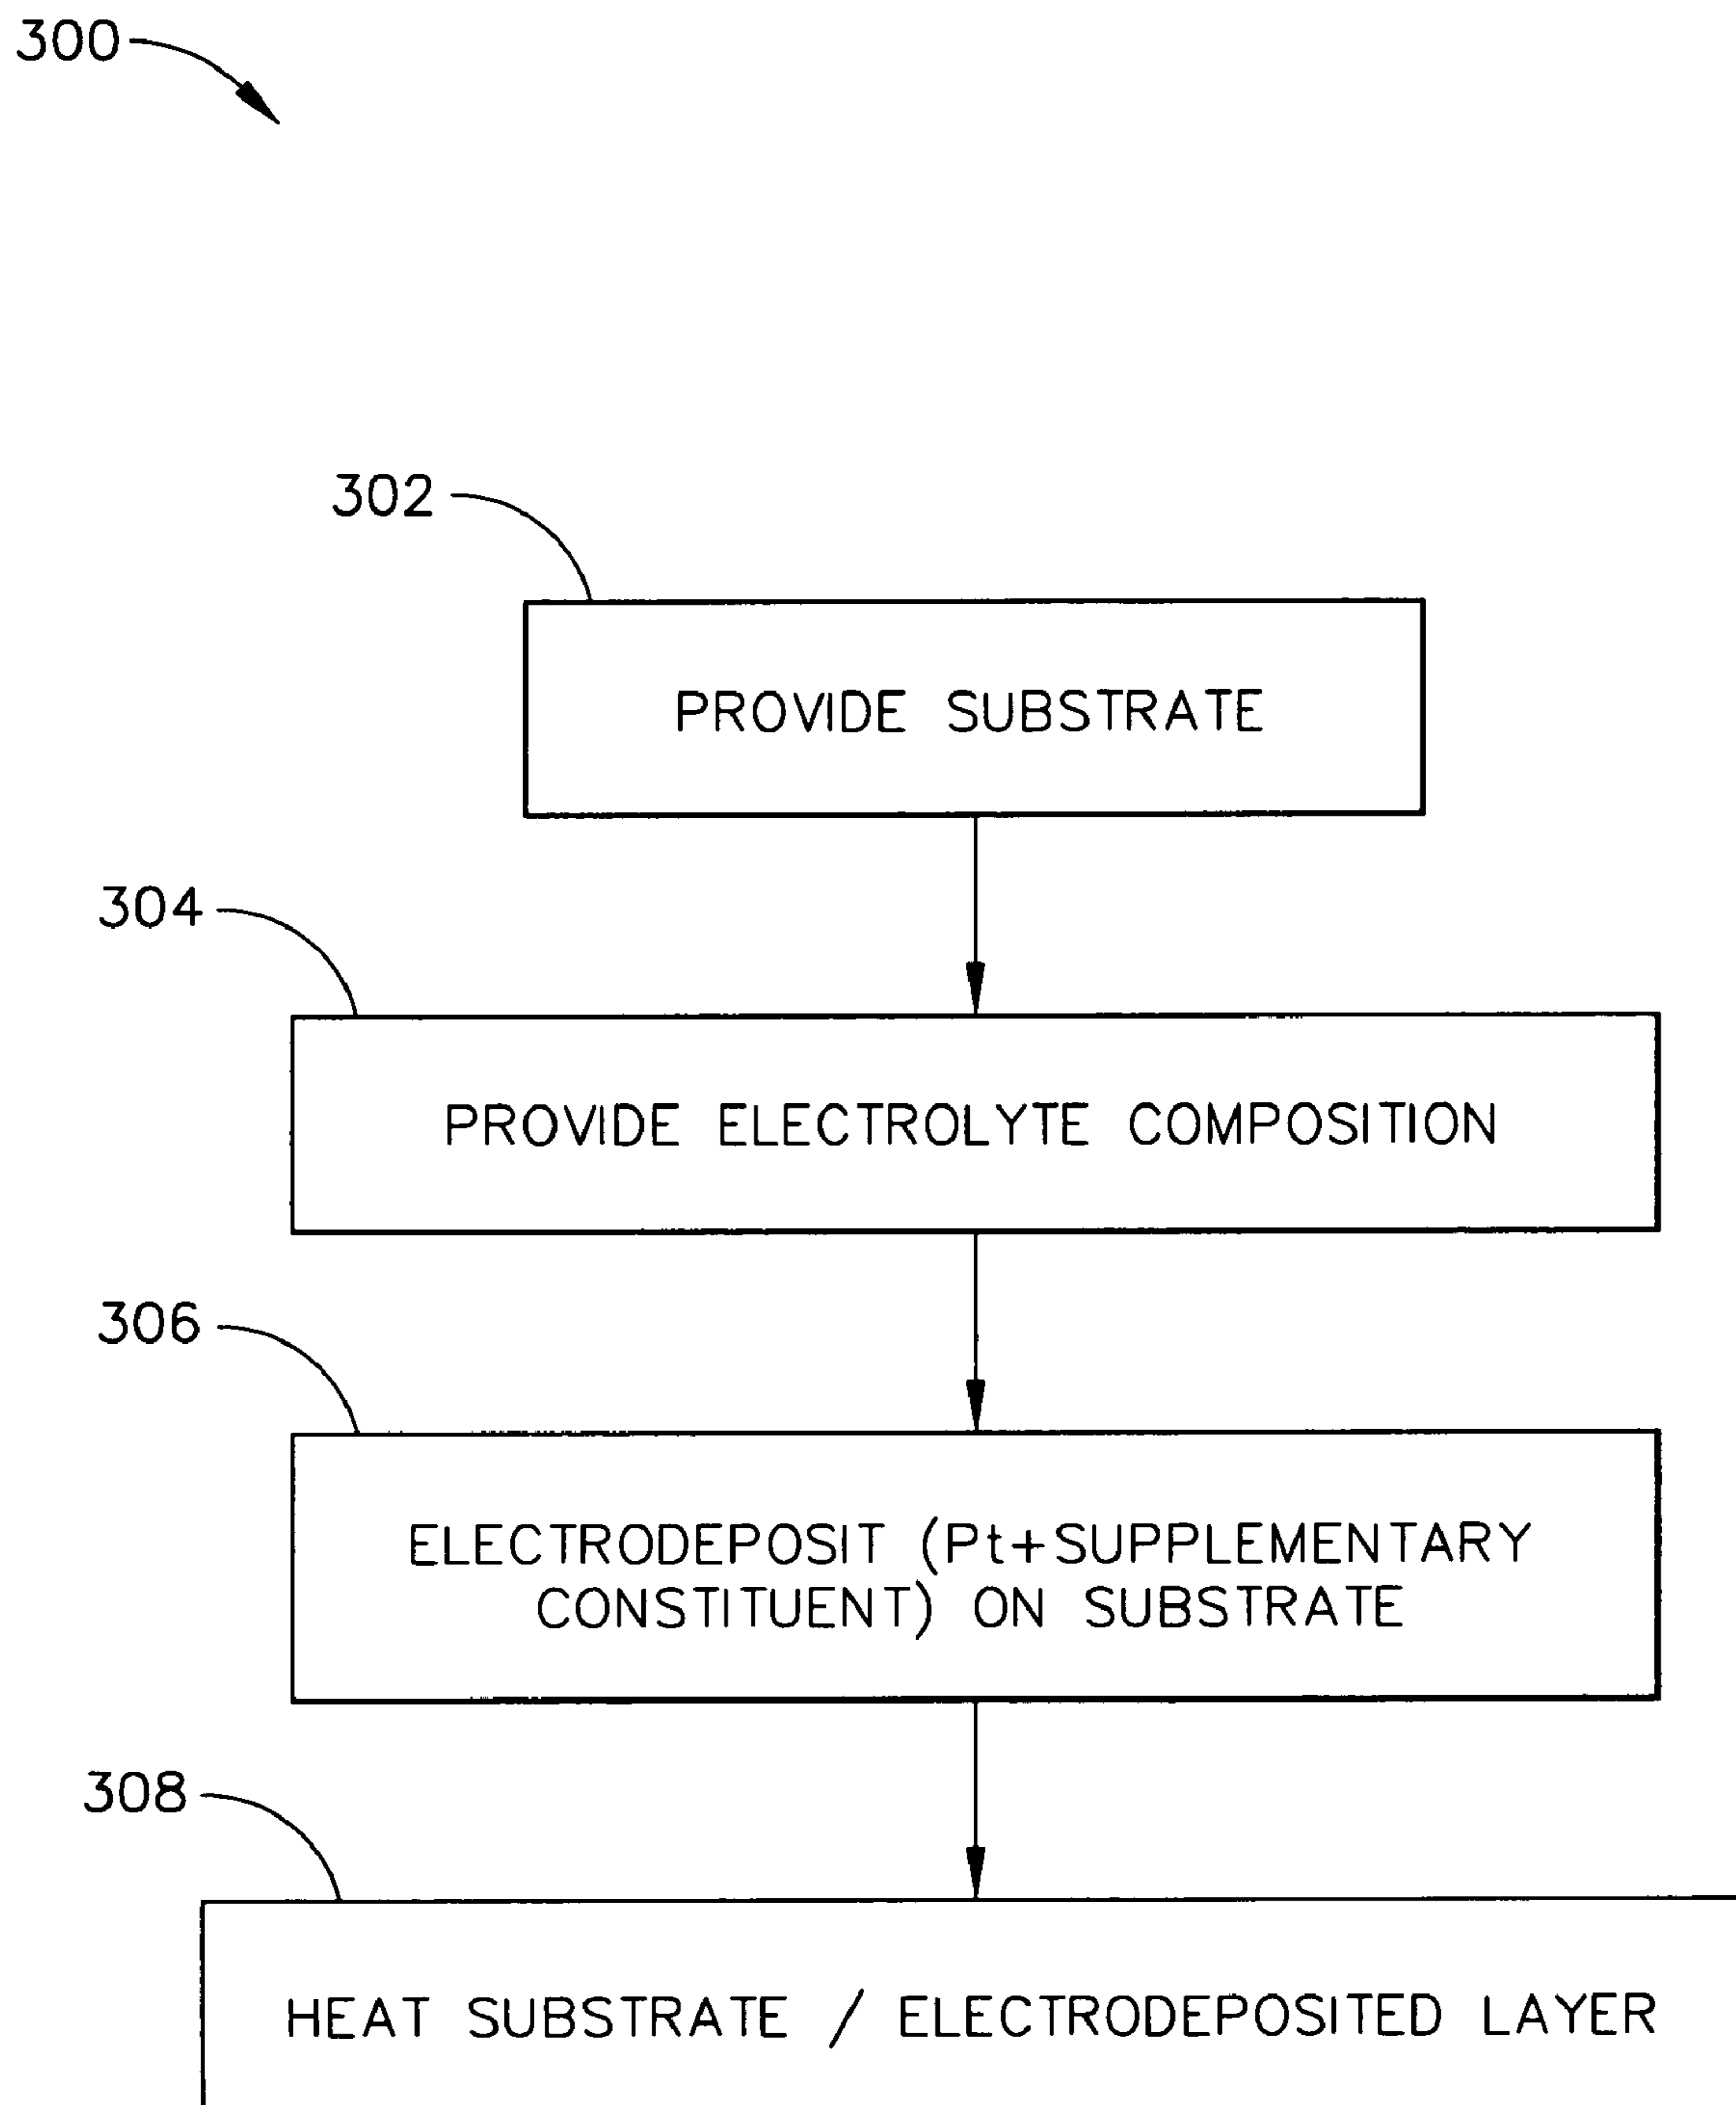 300
302
PROVIDE SUBSTRATE
304
PROVIDE ELECTROLYTE COMPOSITION
306
ELECTRODEPOSIT (Pt+SUPPLEMENTARY
CONSTITUENT) ON SUBSTRATE
308
HEAT SUBSTRATE / ELECTRODEPOSITED LAYER